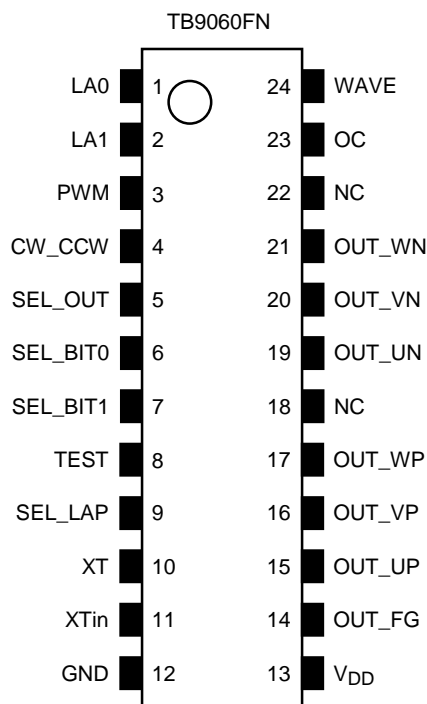 TB9060FN
LA0 1 24 WAVE
LA1 2 23 OC
PWM 3 22 NC
CW_CCW 4 21 OUT_WN
SEL_OUT 5 20 OUT_VN
SEL_BIT0 6 19 OUT_UN
SEL_BIT1 7 18 NC
TEST 8 17 OUT_WP
SEL_LAP 9 16 OUT_VP
XT 10 15 OUT_UP
XTin 11 14 OUT_FG
GND 12 13 VDD